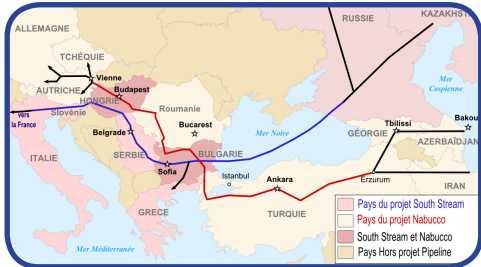 ALLEMAGNE
RUSSIE
KAZAKHST
TCHÉQUIE
Vienne
AUTRICHE
Budapest
HONGRIE
Mer
Caspienne
vers
la France
Slovénie
Roumanie
Belgrade
Bucarest
Mer Noire
Tbilissi
Bakou
GÉORGIE
AZERBAÏDJAN
ITALIE
SERBIE
BULGARIE
Sofia
Istanbul
Ankara
Erzurum
IRAN
GRECE
TURQUIE
Mer Méditerranée
Pays du projet South Stream
Pays du projet Nabucco
South Stream et Nabucco
Pays Hors projet Pipeline